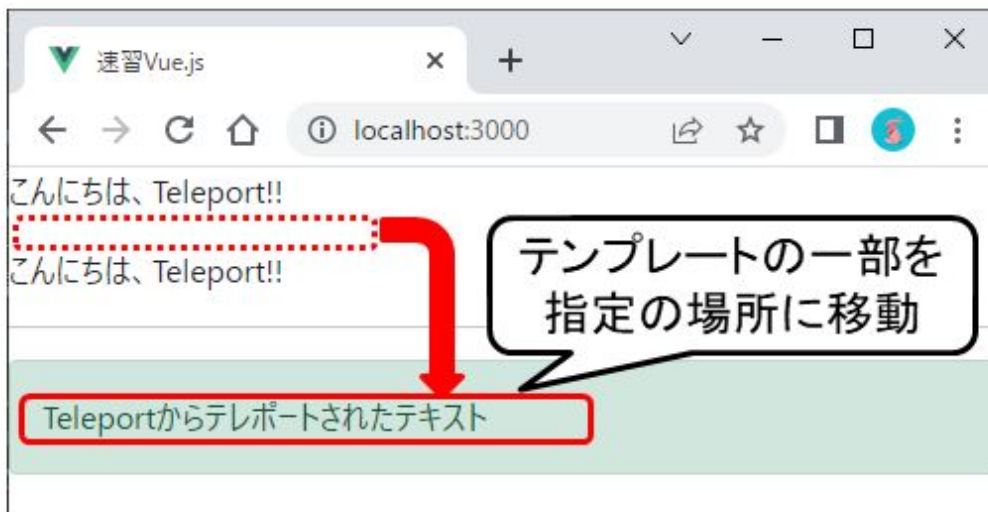 速習Vue.js
localhost:3000
こんにちは、Teleport!!
こんにちは、Teleport!!
テンプレートの一部を
指定の場所に移動
Teleportからテレポートされたテキスト